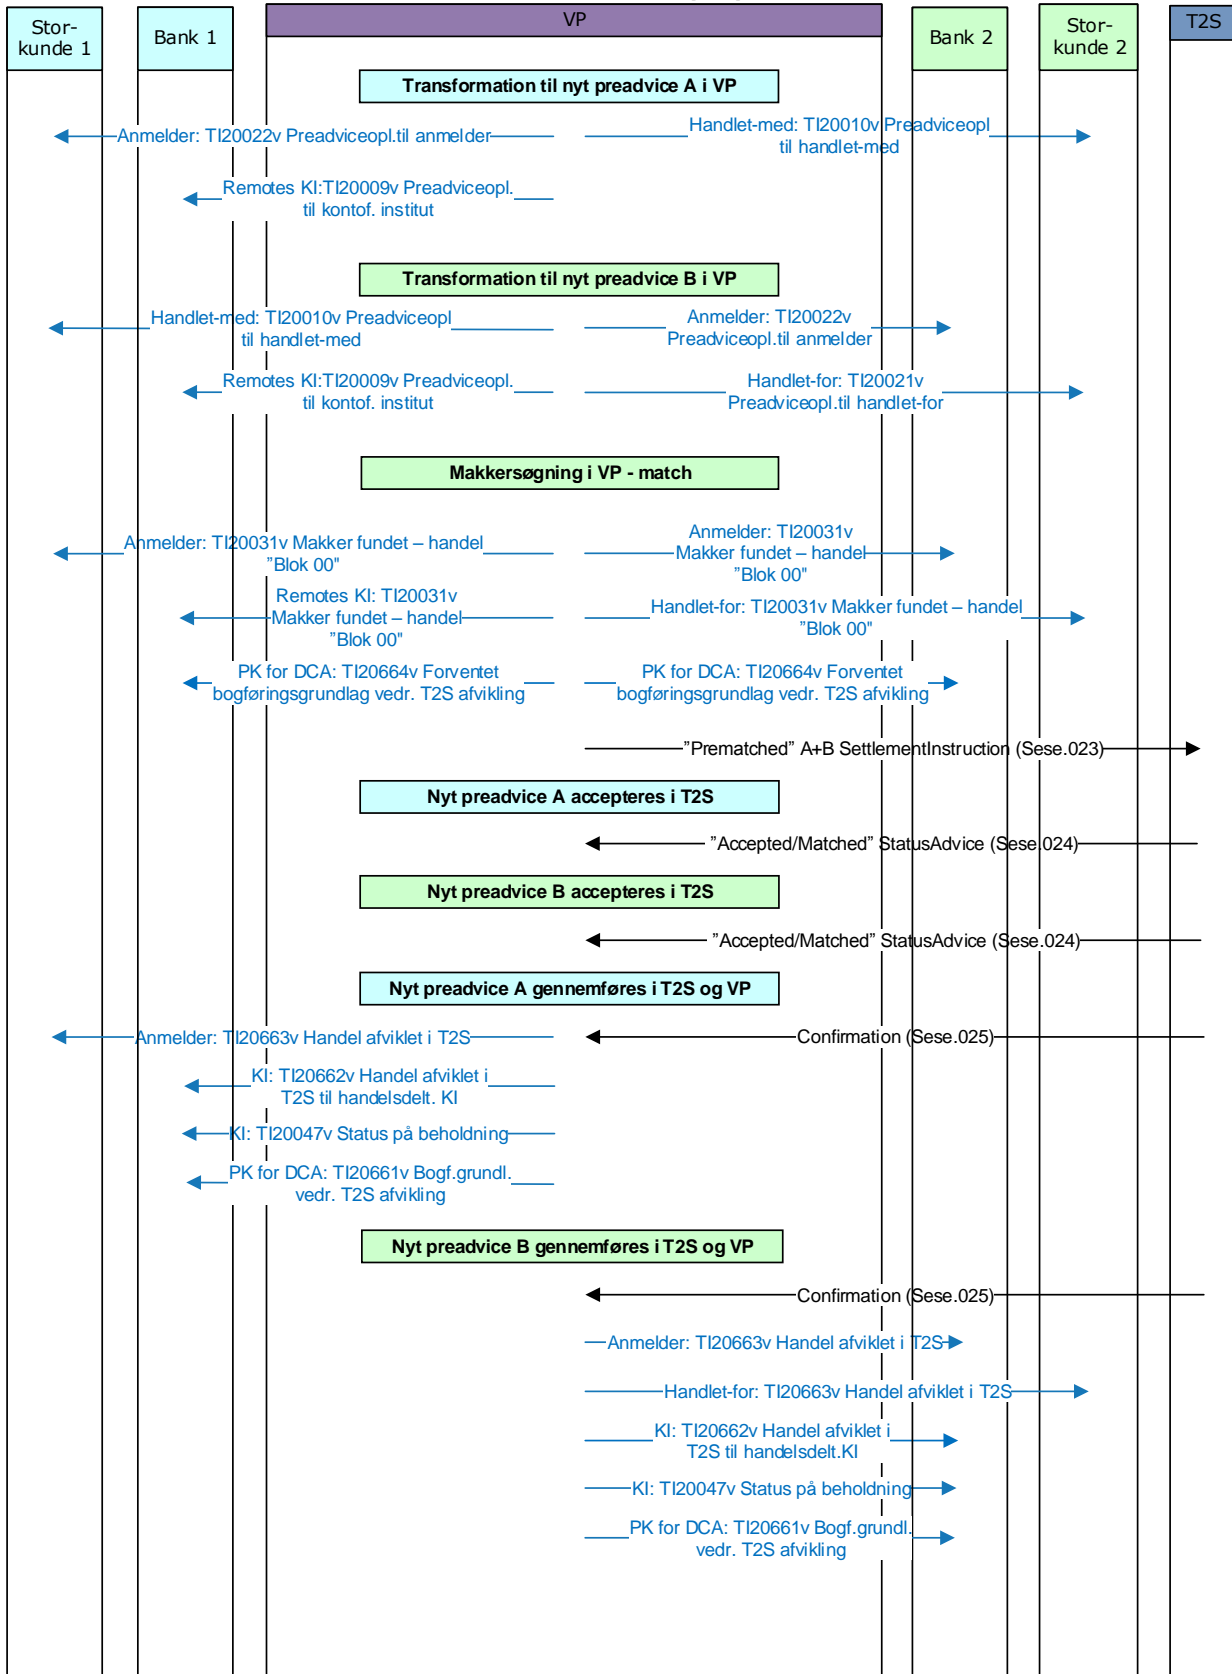 Stor-
kunde 1
Bank 1
VP
Bank 2
Stor-
kunde 2
T2S
Transformation til nyt preadvice A i VP
Anmelder: TI20022v Preadviceopl.til anmelder
Handlet-med: TI20010v Preadviceopl
til handlet-med
Remotes KI:TI20009v Preadviceopl.
til kontof. institut
Transformation til nyt preadvice B i VP
Handlet-med: TI20010v Preadviceopl
til handlet-med
Anmelder: TI20022v
Preadviceopl.til anmelder
Remotes KI:TI20009v Preadviceopl.
til kontof. institut
Handlet-for: TI20021v
Preadviceopl.til handlet-for
Makkersøgning i VP - match
Anmelder: TI20031v Makker fundet – handel
”Blok 00"
Anmelder: TI20031v
Makker fundet – handel
”Blok 00"
Remotes KI: TI20031v
Makker fundet – handel
”Blok 00"
Handlet-for: TI20031v Makker fundet – handel
”Blok 00"
PK for DCA: TI20664v Forventet
bogføringsgrundlag vedr. T2S afvikling
PK for DCA: TI20664v Forventet
bogføringsgrundlag vedr. T2S afvikling
”Prematched” A+B SettlementInstruction (Sese.023)
Nyt preadvice A accepteres i T2S
”Accepted/Matched” StatusAdvice (Sese.024)
Nyt preadvice B accepteres i T2S
”Accepted/Matched” StatusAdvice (Sese.024)
Nyt preadvice A gennemføres i T2S og VP
Anmelder: TI20663v Handel afviklet i T2S
Confirmation (Sese.025)
KI: TI20662v Handel afviklet i
T2S til handelsdelt. KI
KI: TI20047v Status på beholdning
PK for DCA: TI20661v Bogf.grundl.
vedr. T2S afvikling
Nyt preadvice B gennemføres i T2S og VP
Confirmation (Sese.025)
Anmelder: TI20663v Handel afviklet i T2S
Handlet-for: TI20663v Handel afviklet i T2S
KI: TI20662v Handel afviklet i
T2S til handelsdelt.KI
KI: TI20047v Status på beholdning
PK for DCA: TI20661v Bogf.grundl.
vedr. T2S afvikling